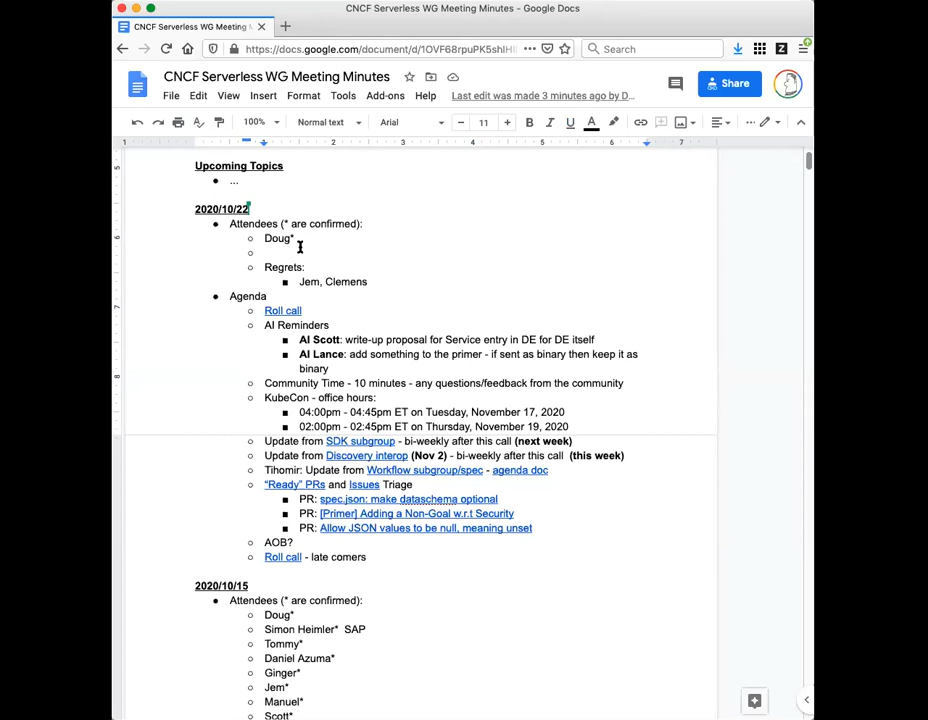 CNCF Serverless WG Meeting Minutes - Google Docs
CNCF Serverless WG Meeting M
https://docs.google.com/document/d/1OVF68rpuPK5shIH
Search
CNCF Serverless WG Meeting Minutes
File Edit View Insert Format Tools Add-ons Help Last edit was made 3 minutes ago by D...
Share
100% Normal text Arial 11
1 1 2 3 4 5 6 7
Upcoming Topics
...
2020/10/22
Attendees (* are confirmed):
Doug*
Regrets:
Jem, Clemens
Agenda
Roll call
AI Reminders
AI Scott: write-up proposal for Service entry in DE for DE itself
AI Lance: add something to the primer - if sent as binary then keep it as
binary
Community Time - 10 minutes - any questions/feedback from the community
KubeCon - office hours:
04:00pm - 04:45pm ET on Tuesday, November 17, 2020
02:00pm - 02:45pm ET on Thursday, November 19, 2020
Update from SDK subgroup - bi-weekly after this call (next week)
Update from Discovery interop (Nov 2) - bi-weekly after this call (this week)
Tihomir: Update from Workflow subgroup/spec - agenda doc
“Ready” PRs and Issues Triage
PR: spec.json: make dataschema optional
PR: [Primer] Adding a Non-Goal w.r.t Security
PR: Allow JSON values to be null, meaning unset
AOB?
Roll call - late comers
2020/10/15
Attendees (* are confirmed):
Doug*
Simon Heimler* SAP
Tommy*
Daniel Azuma*
Ginger*
Jem*
Manuel*
Scott*